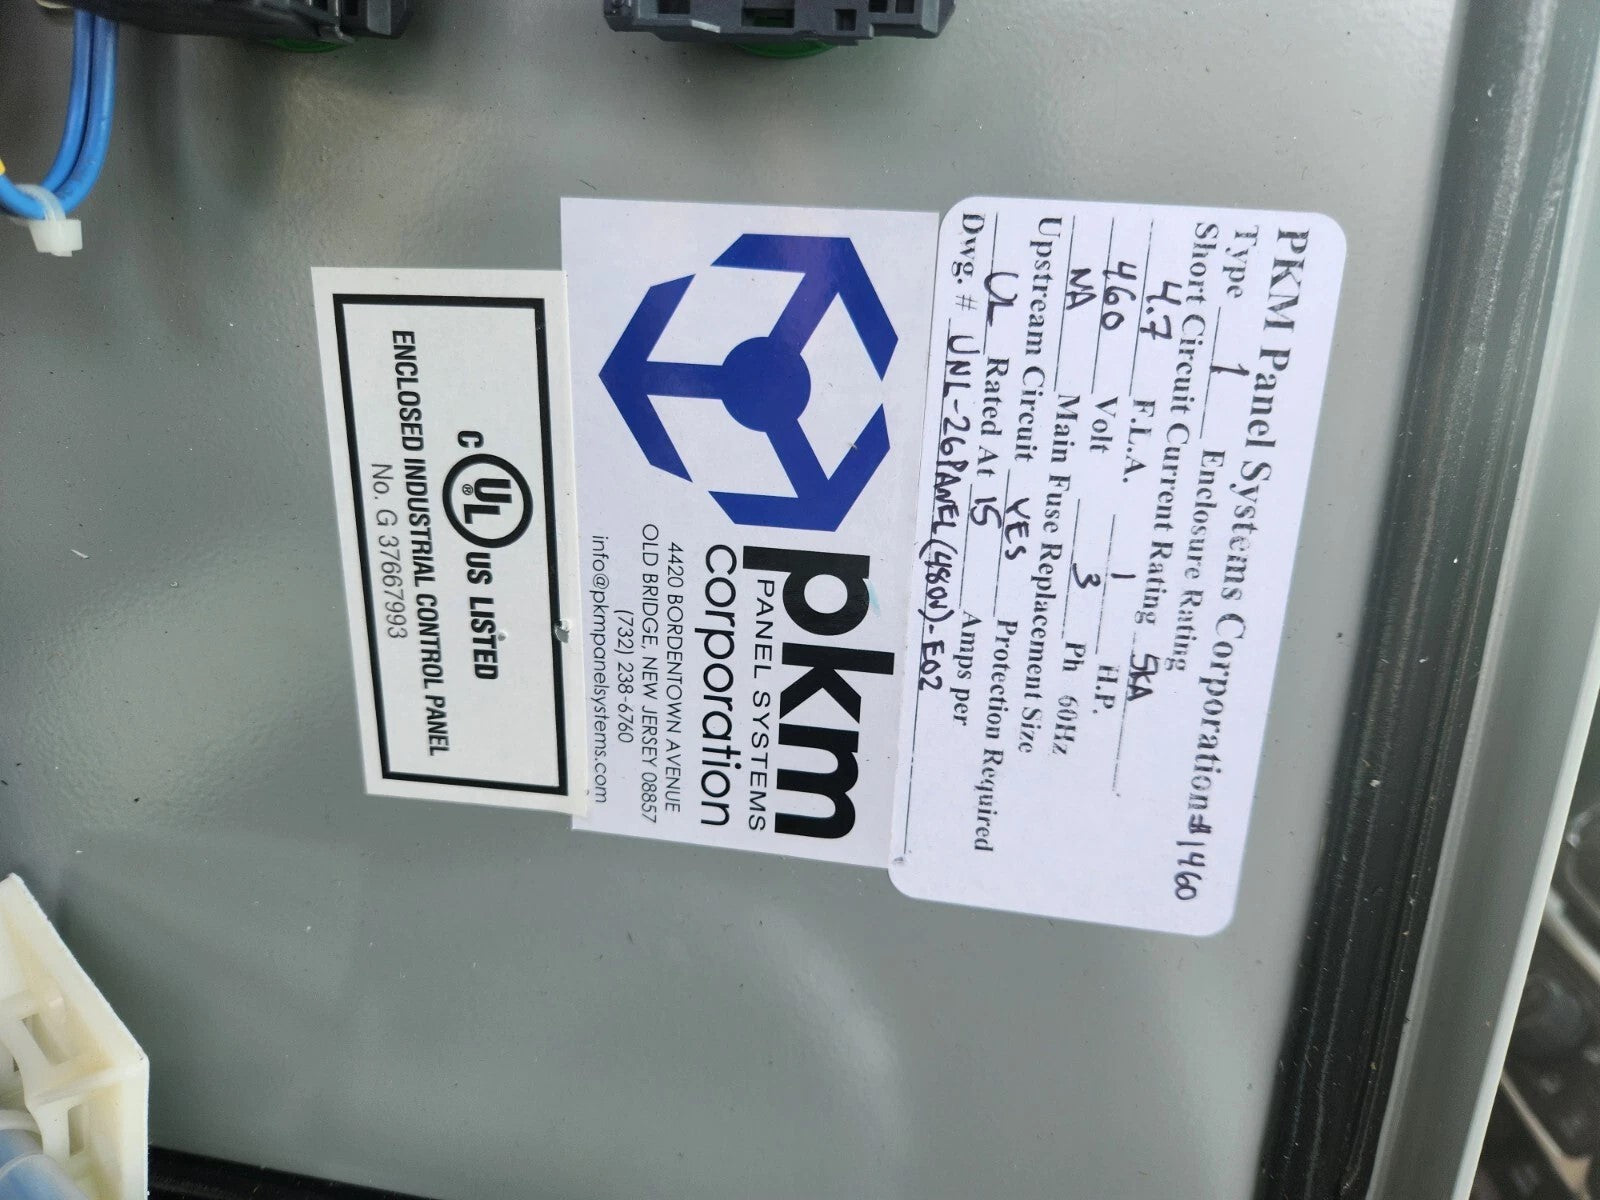 PKM Panel Systems Corporation #1460
Type 1 Enclosure Rating
Short Circuit Current Rating 5KA
4.7 F.L.A. 1 H.P.
460 Volt 3 Ph 60Hz
NA Main Fuse Replacement Size
Upstream Circuit YES Protection Required
UL Rated At 15 Amps per
Dwg. # UNL-26PANEL(480V)-E02
pkm
PANEL SYSTEMS
corporation
4420 BORDENTOWN AVENUE
OLD BRIDGE, NEW JERSEY 08857
(732) 238-6760
info@pkmpanelsystems.com
C UL ® US LISTED
ENCLOSED INDUSTRIAL CONTROL PANEL
No. G 37667993